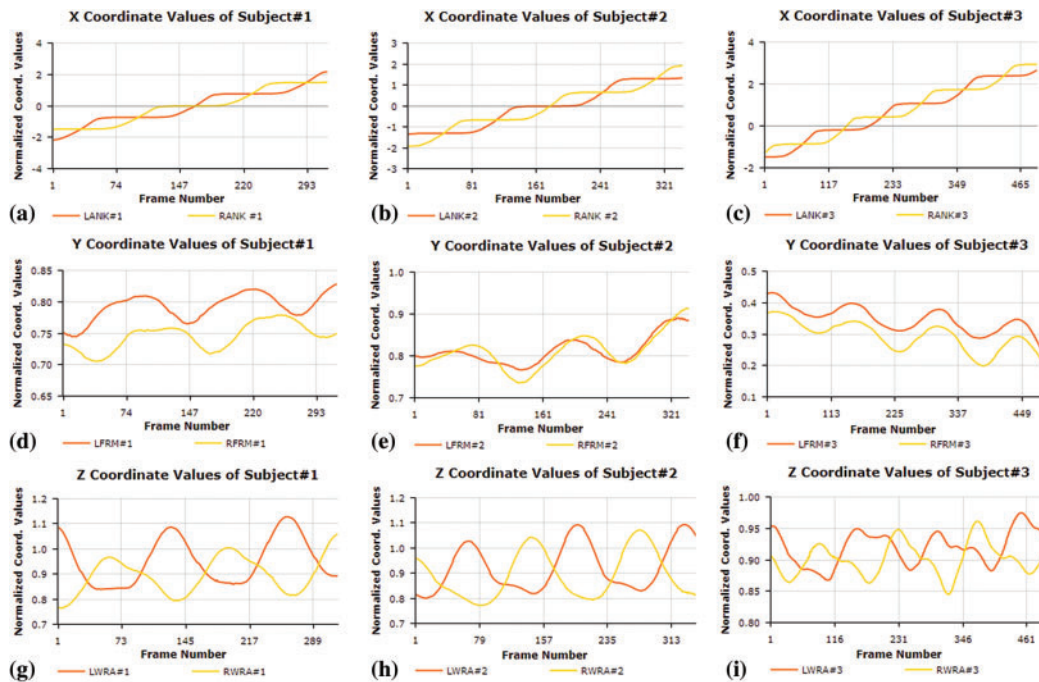 X Coordinate Values of Subject#1
Normalized Coord. Values
4
2
0
-2
-4
1 74 147 220 293
Frame Number
(a) LANK#1 RANK #1
X Coordinate Values of Subject#2
Normalized Coord. Values
3
2
1
0
-1
-2
-3
1 81 161 241 321
Frame Number
(b) LANK#2 RANK #2
X Coordinate Values of Subject#3
Normalized Coord. Values
4
2
0
-2
1 117 233 349 465
Frame Number
(c) LANK#3 RANK #3
Y Coordinate Values of Subject#1
Normalized Coord. Values
0.85
0.80
0.75
0.70
0.65
1 74 147 220 293
Frame Number
(d) LFRM#1 RFRM#1
Y Coordinate Values of Subject#2
Normalized Coord. Values
1.0
0.9
0.8
0.7
1 81 161 241 321
Frame Number
(e) LFRM#2 RFRM#2
Y Coordinate Values of Subject#3
Normalized Coord. Values
0.5
0.4
0.3
0.2
0.1
1 113 225 337 449
Frame Number
(f) LFRM#3 RFRM#3
Z Coordinate Values of Subject#1
Normalized Coord. Values
1.2
1.1
1.0
0.9
0.8
0.7
1 73 145 217 289
Frame Number
(g) LWRA#1 RWRA#1
Z Coordinate Values of Subject#2
Normalized Coord. Values
1.2
1.1
1.0
0.9
0.8
0.7
1 79 157 235 313
Frame Number
(h) LWRA#2 RWRA#2
Z Coordinate Values of Subject#3
Normalized Coord. Values
1.00
0.95
0.90
0.85
0.80
1 116 231 346 461
Frame Number
(i) LWRA#3 RWRA#3